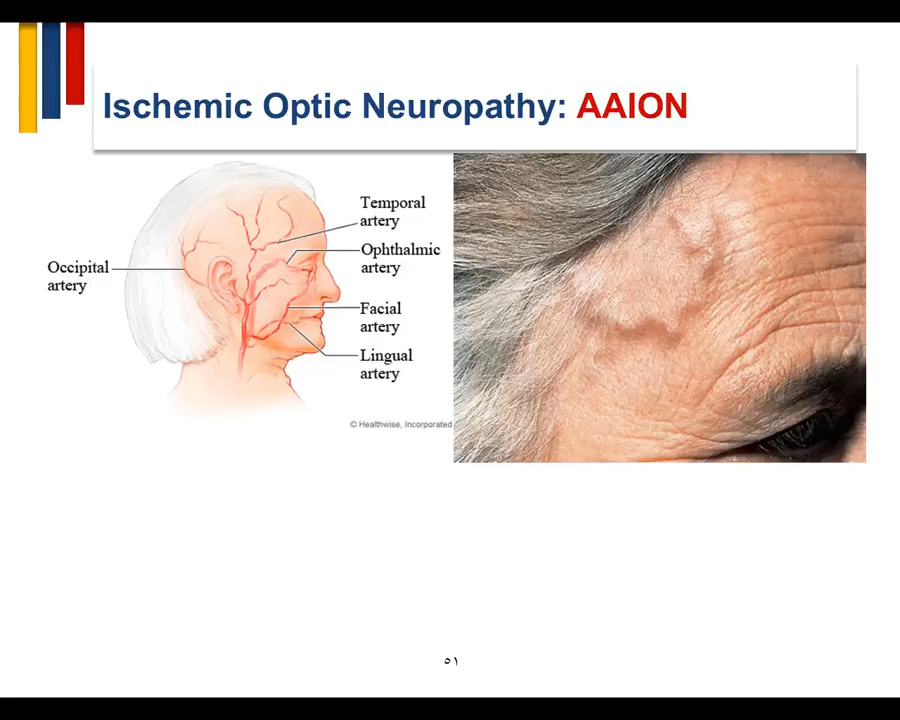 Ischemic Optic Neuropathy: AAION
Temporal
artery
Ophthalmic
artery
Occipital
artery
Facial
artery
Lingual
artery
© Healthwise, Incorporated
٥١